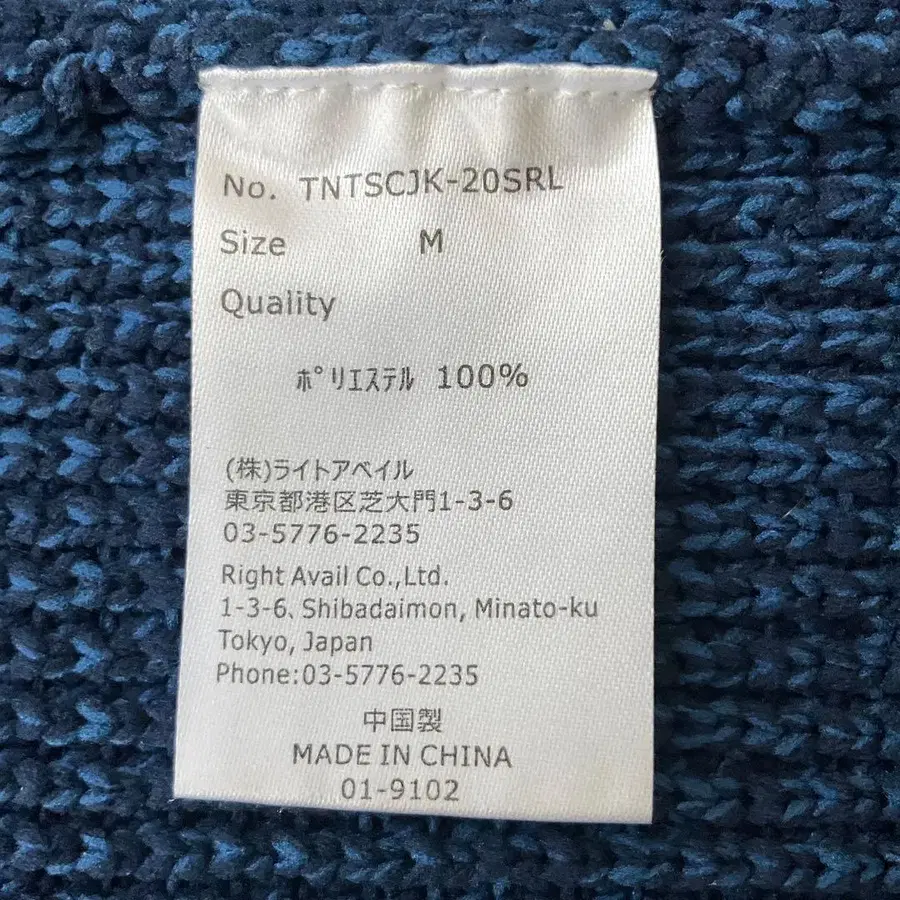 No. TNTSCJK-20SRL
Size M
Quality
ポリエステル 100%
(株)ライトアベイル
東京都港区芝大門1-3-6
03-5776-2235
Right Avail Co.,Ltd.
1-3-6、Shibadaimon, Minato-ku
Tokyo, Japan
Phone:03-5776-2235
中国製
MADE IN CHINA
01-9102